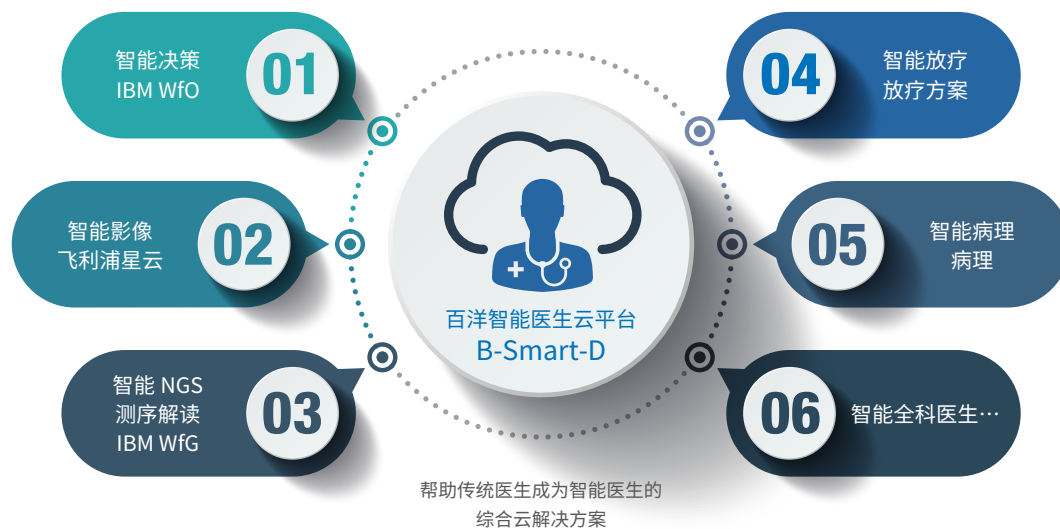 01
智能决策
IBM WfO
02
智能影像
飞利浦星云
03
智能 NGS
测序解读
IBM WfG
04
智能放疗
放疗方案
05
智能病理
病理
06
智能全科医生…
百洋智能医生云平台
B-Smart-D
帮助传统医生成为智能医生的
综合云解决方案